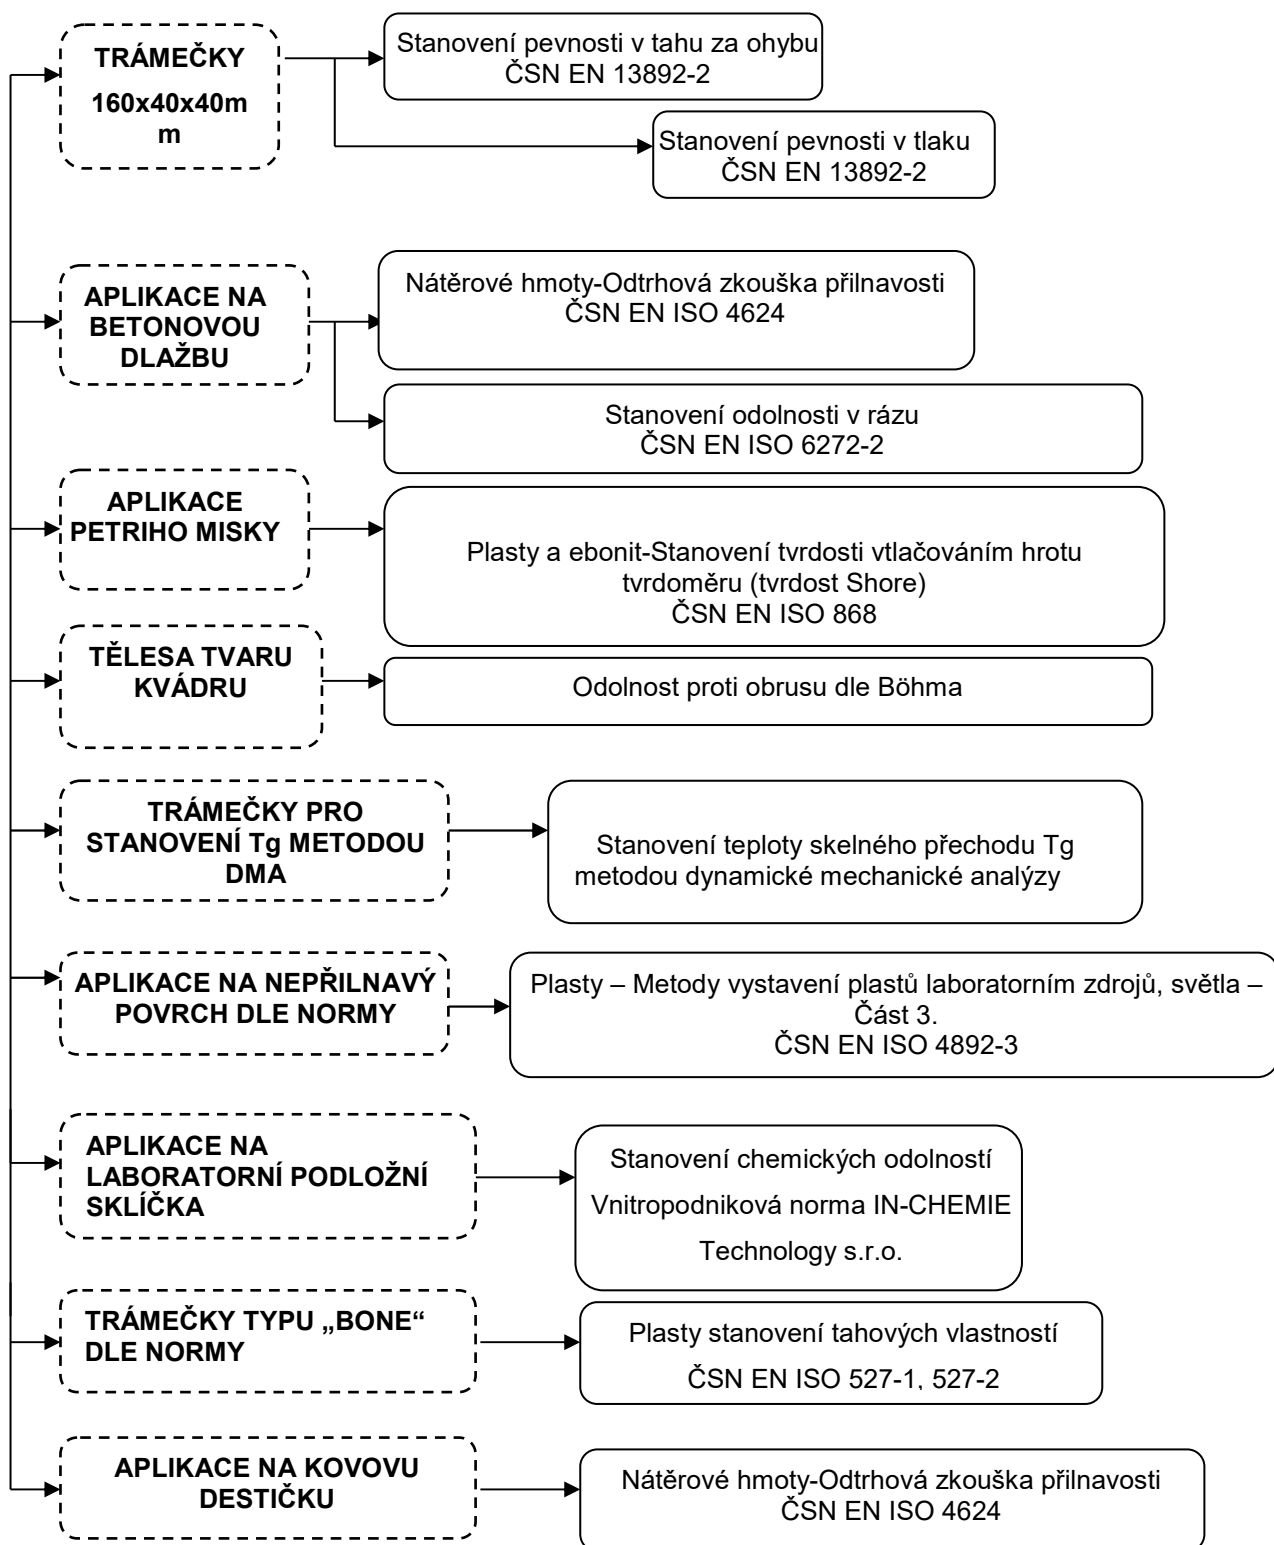 TRÁMEČKY
160x40x40m
m
Stanovení pevnosti v tahu za ohybu
ČSN EN 13892-2
Stanovení pevnosti v tlaku
ČSN EN 13892-2
APLIKACE NA
BETONOVOU
DLAŽBU
Nátěrové hmoty-Odtrhová zkouška přilnavosti
ČSN EN ISO 4624
Stanovení odolnosti v rázu
ČSN EN ISO 6272-2
APLIKACE
PETRIHO MISKY
Plasty a ebonit-Stanovení tvrdosti vtlačováním hrotu
tvrdoměru (tvrdost Shore)
ČSN EN ISO 868
TĚLESA TVARU
KVÁDRU
Odolnost proti obrusu dle Böhma
TRÁMEČKY PRO
STANOVENÍ Tg METODOU
DMA
Stanovení teploty skelného přechodu Tg
metodou dynamické mechanické analýzy
APLIKACE NA NEPŘILNAVÝ
POVRCH DLE NORMY
Plasty – Metody vystavení plastů laboratorním zdrojů, světla –
Část 3.
ČSN EN ISO 4892-3
APLIKACE NA
LABORATORNÍ PODLOŽNÍ
SKLÍČKA
Stanovení chemických odolností
Vnitropodniková norma IN-CHEMIE
Technology s.r.o.
TRÁMEČKY TYPU „BONE“
DLE NORMY
Plasty stanovení tahových vlastností
ČSN EN ISO 527-1, 527-2
APLIKACE NA KOVOVU
DESTIČKU
Nátěrové hmoty-Odtrhová zkouška přilnavosti
ČSN EN ISO 4624